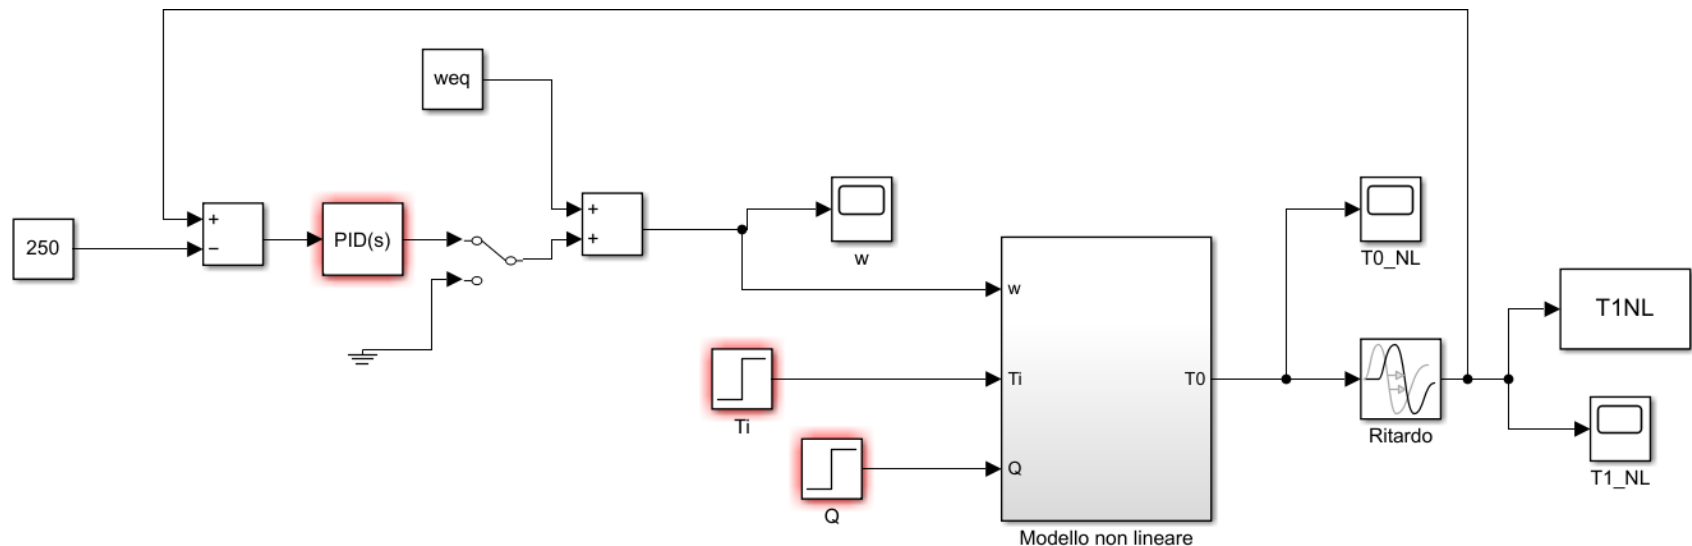 weq
+
−
250
PID(s)
+
+
w
T0_NL
T1NL
w
Ti
T0
Ti
Ritardo
Q
T1_NL
Q
Modello non lineare